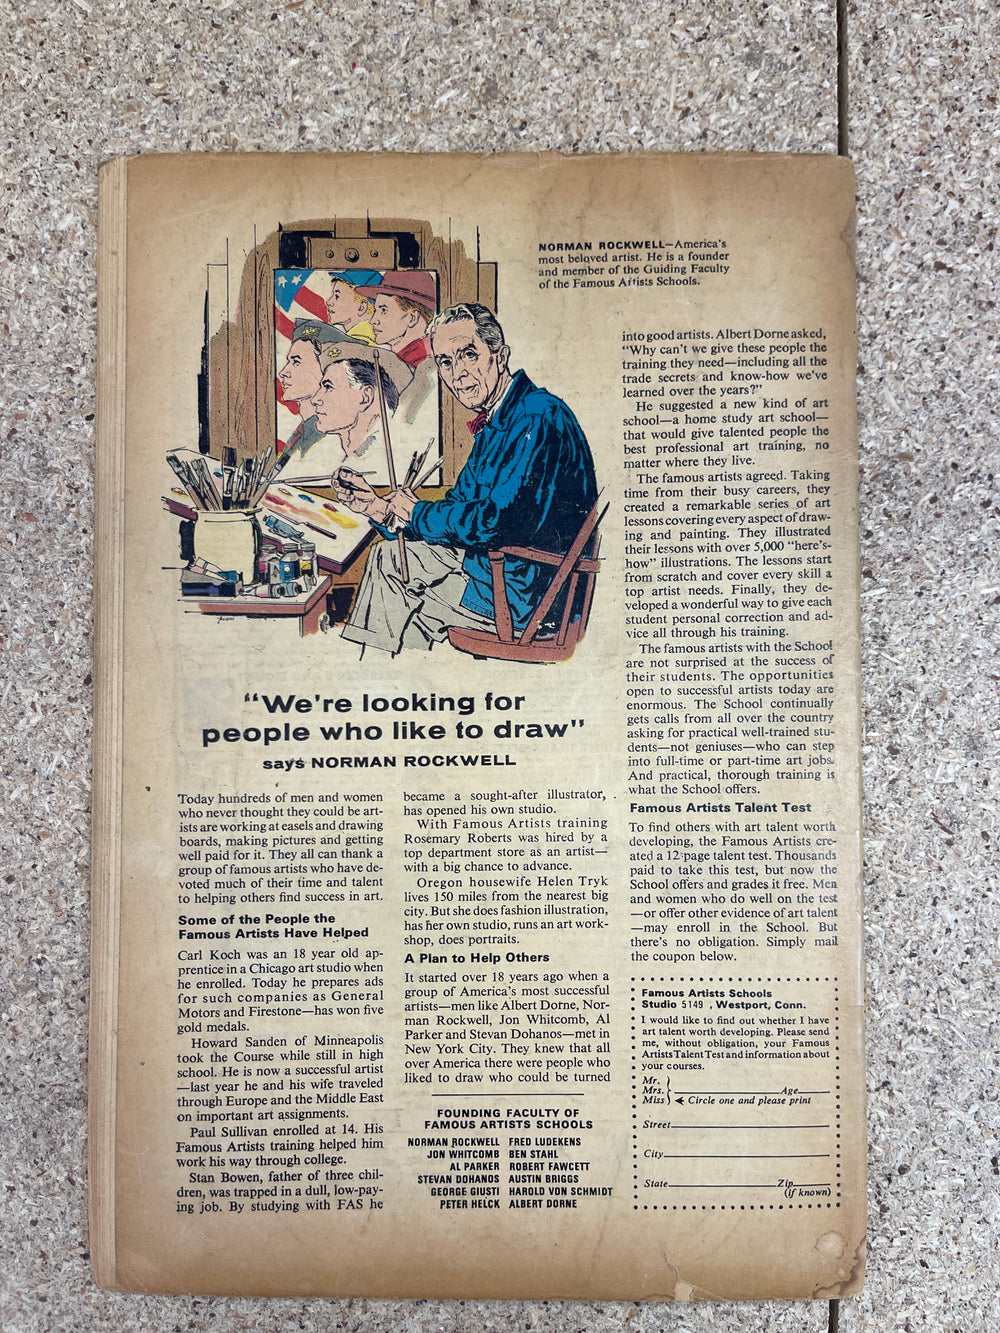 NORMAN ROCKWELL—America's
most beloved artist. He is a founder
and member of the Guiding Faculty
of the Famous Artists Schools.
"We're looking for
people who like to draw"
says NORMAN ROCKWELL
Today hundreds of men and women
who never thought they could be art-
ists are working at easels and drawing
boards, making pictures and getting
well paid for it. They all can thank a
group of famous artists who have de-
voted much of their time and talent
to helping others find success in art.
Some of the People the
Famous Artists Have Helped
Carl Koch was an 18 year old ap-
prentice in a Chicago art studio when
he enrolled. Today he prepares ads
for such companies as General
Motors and Firestone—has won five
gold medals.
Howard Sanden of Minneapolis
took the Course while still in high
school. He is now a successful artist
—last year he and his wife traveled
through Europe and the Middle East
on important art assignments.
Paul Sullivan enrolled at 14. His
Famous Artists training helped him
work his way through college.
Stan Bowen, father of three chil-
dren, was trapped in a dull, low-pay-
ing job. By studying with FAS he
became a sought-after illustrator,
has opened his own studio.
With Famous Artists training
Rosemary Roberts was hired by a
top department store as an artist—
with a big chance to advance.
Oregon housewife Helen Tryk
lives 150 miles from the nearest big
city. But she does fashion illustration,
has her own studio, runs an art work-
shop, does portraits.
A Plan to Help Others
It started over 18 years ago when a
group of America's most successful
artists—men like Albert Dorne, Nor-
man Rockwell, Jon Whitcomb, Al
Parker and Stevan Dohanos—met in
New York City. They knew that all
over America there were people who
liked to draw who could be turned
FOUNDING FACULTY OF
FAMOUS ARTISTS SCHOOLS
NORMAN ROCKWELL FRED LUDEKENS
JON WHITCOMB BEN STAHL
AL PARKER ROBERT FAWCETT
STEVAN DOHANOS AUSTIN BRIGGS
GEORGE GIUSTI HAROLD VON SCHMIDT
PETER HELCK ALBERT DORNE
into good artists. Albert Dorne asked,
"Why can't we give these people the
training they need—including all the
trade secrets and know-how we've
learned over the years?"
He suggested a new kind of art
school—a home study art school—
that would give talented people the
best professional art training, no
matter where they live.
The famous artists agreed. Taking
time from their busy careers, they
created a remarkable series of art
lessons covering every aspect of draw-
ing and painting. They illustrated
their lessons with over 5,000 "here's-
how" illustrations. The lessons start
from scratch and cover every skill a
top artist needs. Finally, they de-
veloped a wonderful way to give each
student personal correction and ad-
vice all through his training.
The famous artists with the School
are not surprised at the success of
their students. The opportunities
open to successful artists today are
enormous. The School continually
gets calls from all over the country
asking for practical well-trained stu-
dents—not geniuses—who can step
into full-time or part-time art jobs.
And practical, thorough training is
what the School offers.
Famous Artists Talent Test
To find others with art talent worth
developing, the Famous Artists cre-
ated a 12-page talent test. Thousands
paid to take this test, but now the
School offers and grades it free. Men
and women who do well on the test
—or offer other evidence of art talent
—may enroll in the School. But
there's no obligation. Simply mail
the coupon below.
Famous Artists Schools
Studio 5149 , Westport, Conn.
I would like to find out whether I have
art talent worth developing. Please send
me, without obligation, your Famous
Artists Talent Test and information about
your courses.
Mr.
Mrs. Age
Miss Circle one and please print
Street
City
State Zip
(if known)